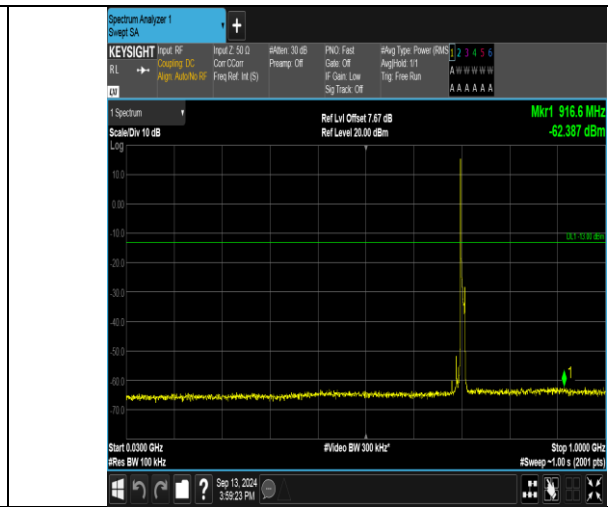 Spectrum Analyzer 1
Swept SA
+
KEYSIGHT Input: RF Input Z: 50 Ω #Atten: 30 dB PNO: Fast #Avg Type: Power (RMS 1 2 3 4 5 6
RL Coupling: DC Corr CCorr Preamp: Off Gate: Off Avg|Hold: 1/1 A W W W W W
Align: Auto/No RF Freq Ref: Int (S) IF Gain: Low Trig: Free Run
Sig Track: Off A A A A A A
LXI
1 Spectrum Ref Lvl Offset 7.67 dB Mkr1 916.6 MHz
Scale/Div 10 dB Ref Level 20.00 dBm -62.387 dBm
Log
10.0
0.00
-10.0
DL1 -13.00 dBm
-20.0
-30.0
-40.0
-50.0
-60.0
1
-70.0
Start 0.0300 GHz #Video BW 300 kHz* Stop 1.0000 GHz
#Res BW 100 kHz #Sweep ~1.00 s (2001 pts)
? Sep 13, 2024
3:59:23 PM